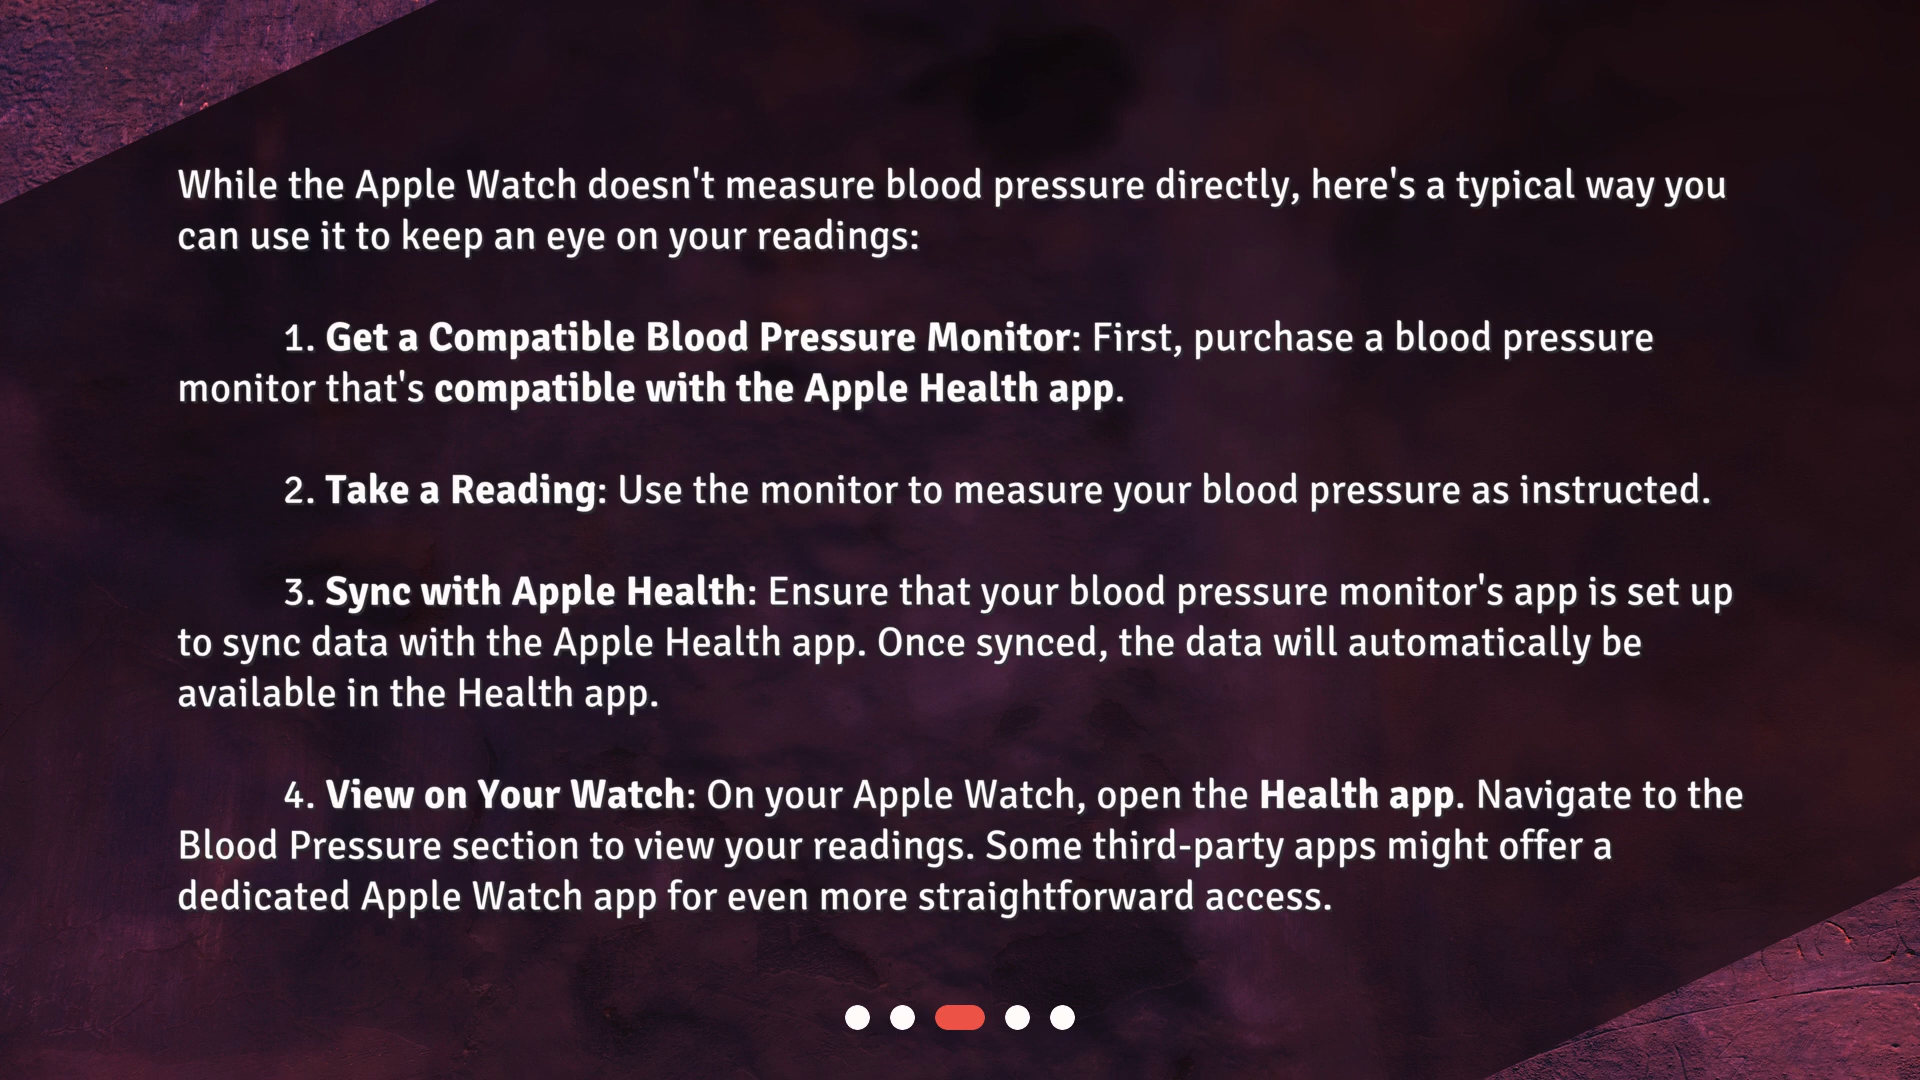 While the Apple Watch doesn't measure blood pressure directly, here's a typical way you
can use it to keep an eye on your readings:
1. Get a Compatible Blood Pressure Monitor: First, purchase a blood pressure
monitor that's compatible with the Apple Health app.
2. Take a Reading: Use the monitor to measure your blood pressure as instructed.
3. Sync with Apple Health: Ensure that your blood pressure monitor's app is set up
to sync data with the Apple Health app. Once synced, the data will automatically be
available in the Health app.
4. View on Your Watch: On your Apple Watch, open the Health app. Navigate to the
Blood Pressure section to view your readings. Some third-party apps might offer a
dedicated Apple Watch app for even more straightforward access.